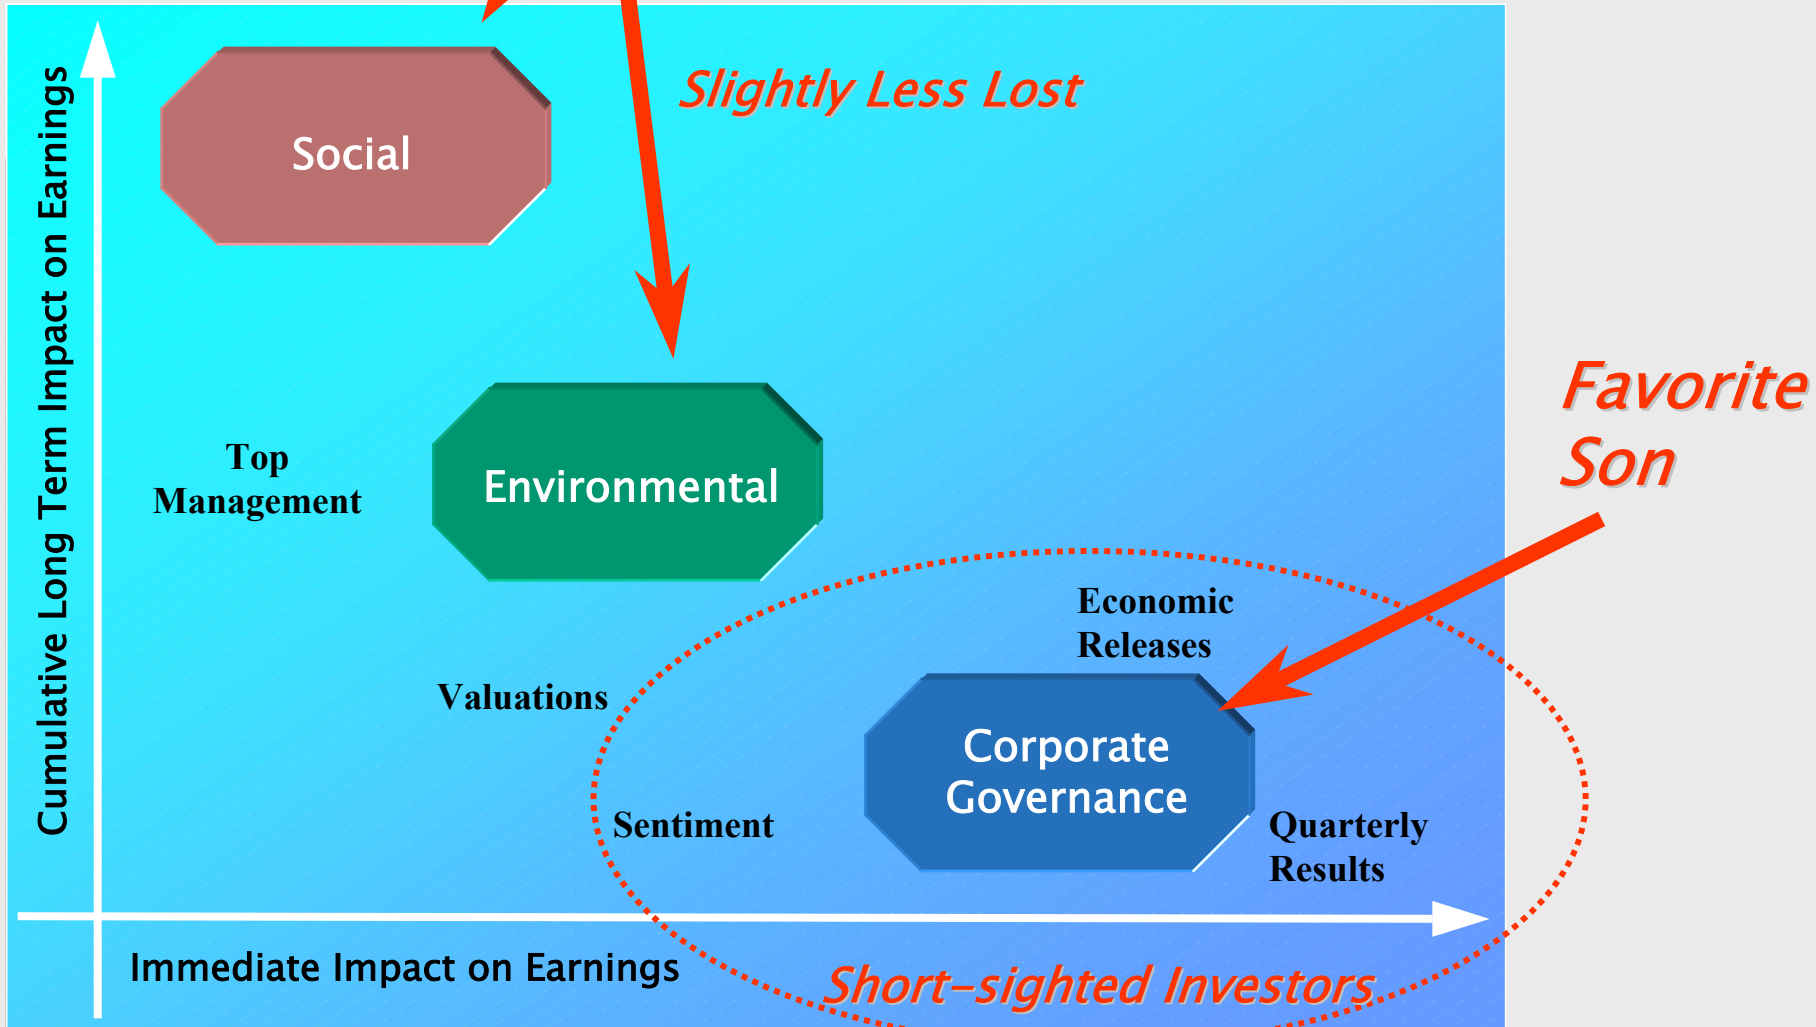 Cumulative Long Term Impact on Earnings
Slightly Less Lost
Social
Favorite
Son
Top
Management
Environmental
Economic
Releases
Valuations
Corporate
Governance
Sentiment
Quarterly
Results
Immediate Impact on Earnings
Short-sighted Investors